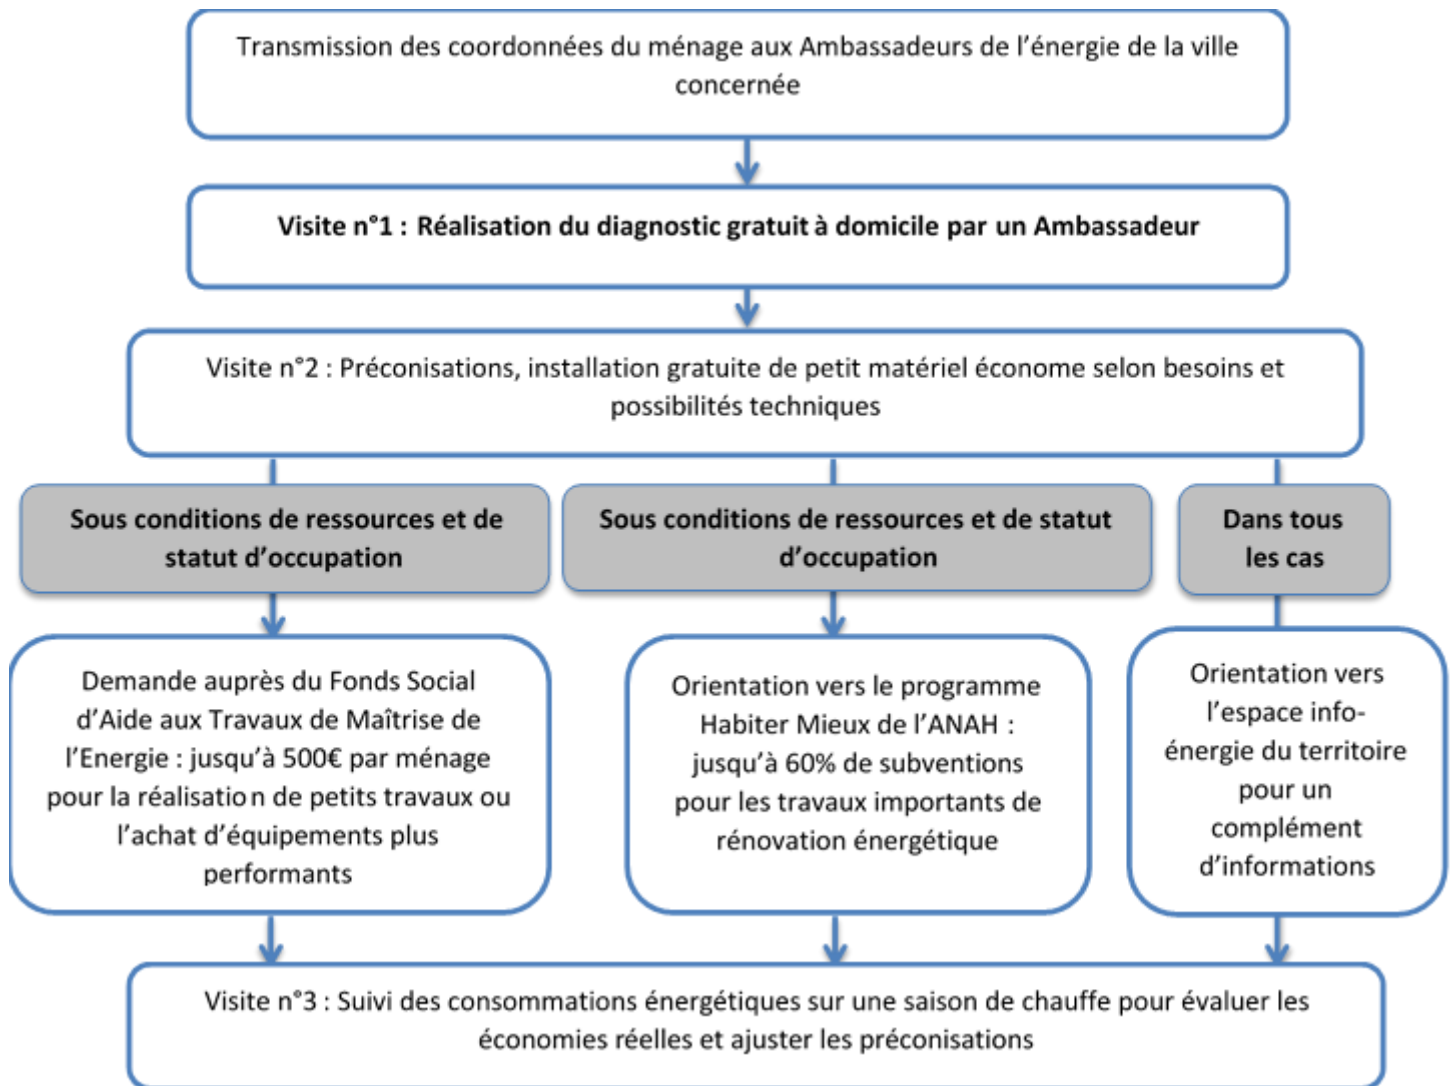 Transmission des coordonnées du ménage aux Ambassadeurs de l’énergie de la ville
concernée
Visite n°1 : Réalisation du diagnostic gratuit à domicile par un Ambassadeur
Visite n°2 : Préconisations, installation gratuite de petit matériel économe selon besoins et
possibilités techniques
Sous conditions de ressources et de
statut d’occupation
Sous conditions de ressources et de statut
d’occupation
Dans tous
les cas
Demande auprès du Fonds Social
d’Aide aux Travaux de Maîtrise de
l’Energie : jusqu’à 500€ par ménage
pour la réalisation de petits travaux ou
l’achat d’équipements plus
performants
Orientation vers le programme
Habiter Mieux de l’ANAH :
jusqu’à 60% de subventions
pour les travaux importants de
rénovation énergétique
Orientation vers
l’espace info-
énergie du territoire
pour un
complément
d’informations
Visite n°3 : Suivi des consommations énergétiques sur une saison de chauffe pour évaluer les
économies réelles et ajuster les préconisations